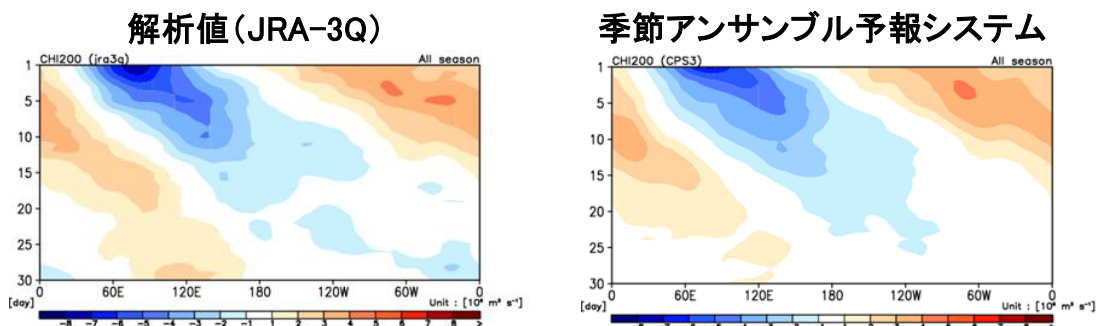 解析値（JRA-3Q）
季節アンサンブル予報システム
CHI200 (jra3q) All season
1
5
10
15
20
25
30
0 60E 120E 180 120W 60W 0
[day]
Unit : [10⁶ m² s⁻¹]
-8 -7 -6 -5 -4 -3 -2 -1 1 2 3 4 5 6 7 8 >
CHI200 (CPS3) All season
1
5
10
15
20
25
30
0 60E 120E 180 120W 60W 0
[day]
Unit : [10⁶ m² s⁻¹]